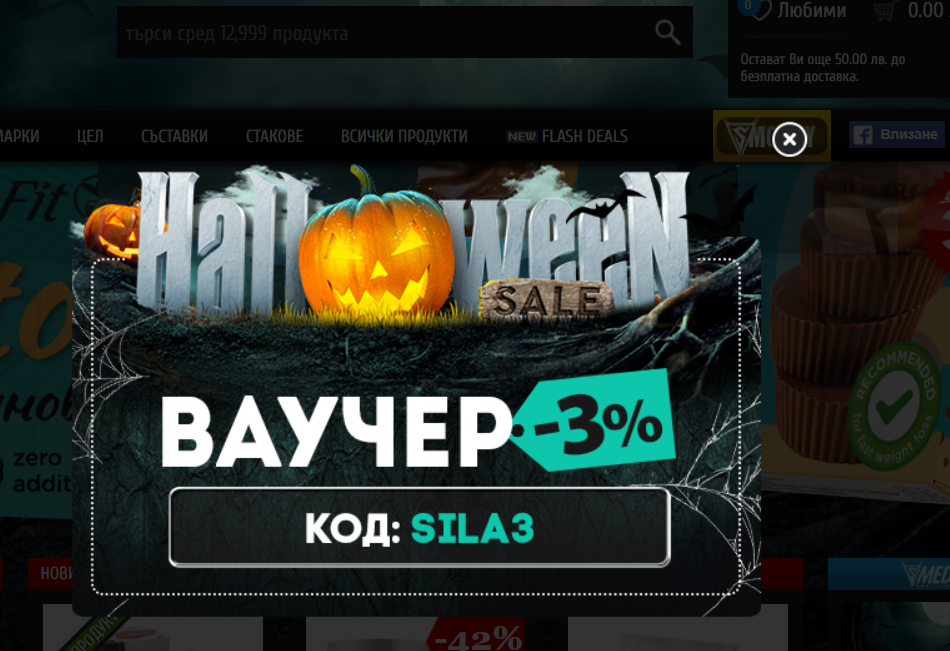 0 Любими 0.00
търси сред 12,999 продукта
Остават Ви още 50.00 лв. до
безплатна доставка.
МАРКИ ЦЕЛ СЪСТАВКИ СТАКОВЕ ВСИЧКИ ПРОДУКТИ NEW FLASH DEALS
Влизане
Fit
Halloween
SALE
ВАУЧЕР -3%
RECOMMENDED
for fast weight loss
zero
КОД: SILA3
-42%